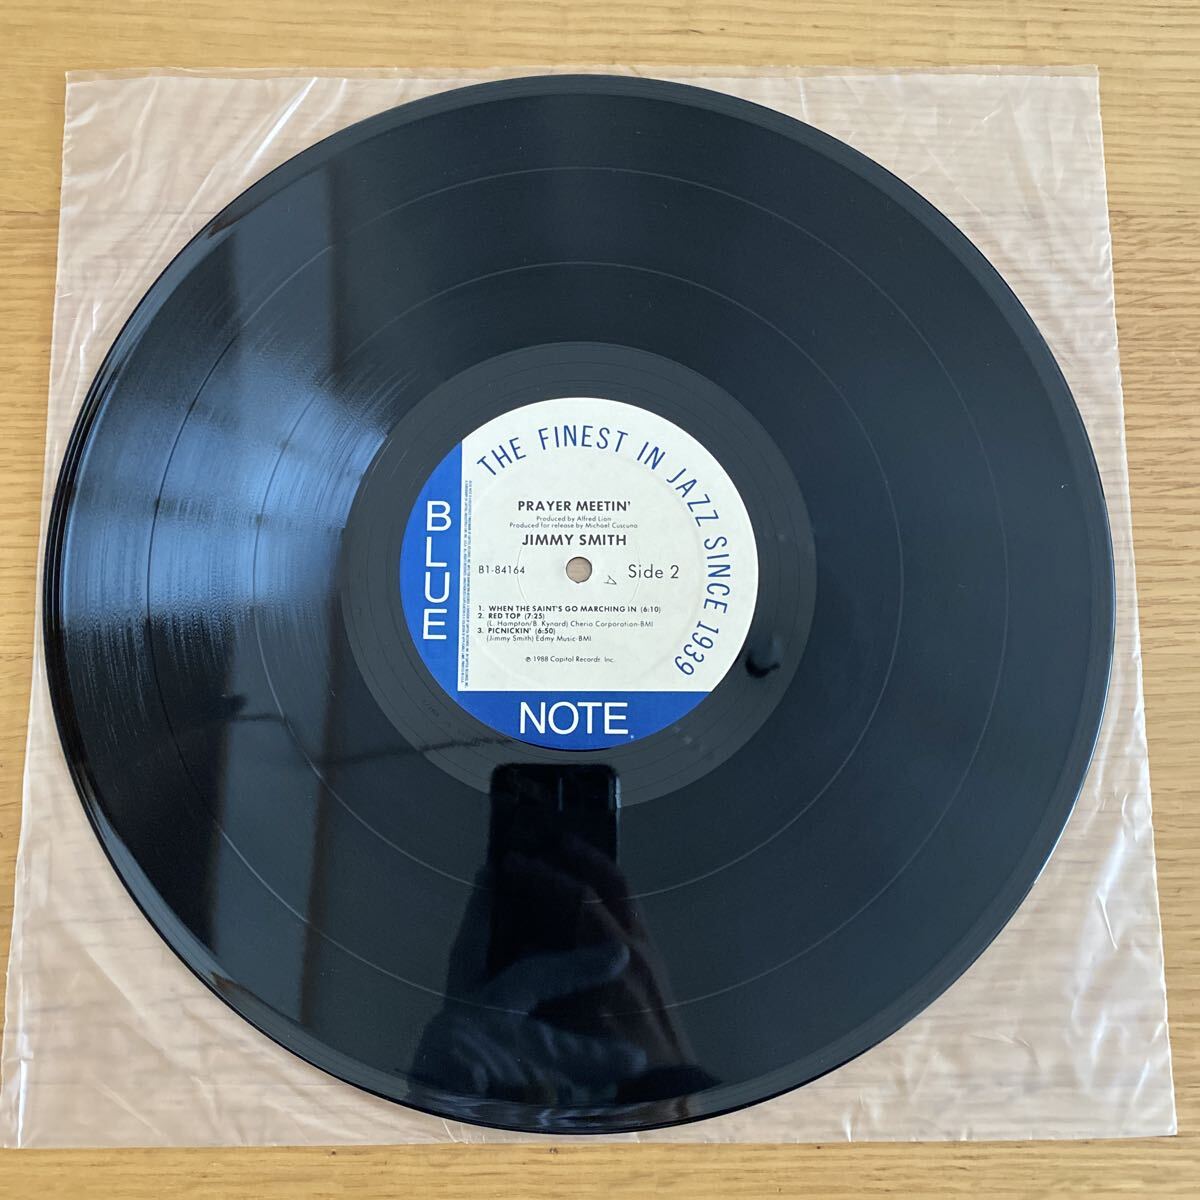 THE FINEST IN JAZZ SINCE 1939
BLUE
NOTE
PRAYER MEETIN'
Produced by Alfred Lion
Produced for release by Michael Cuscuna
JIMMY SMITH
B1-84164
Side 2
1. WHEN THE SAINT'S GO MARCHING IN (6:10)
2. RED TOP (7:25)
(L. Hampton/B. Kynard) Cherio Corporation-BMI
3. PICNICKIN' (6:50)
(Jimmy Smith) Edmy Music-BMI
℗ 1988 Capitol Records, Inc.